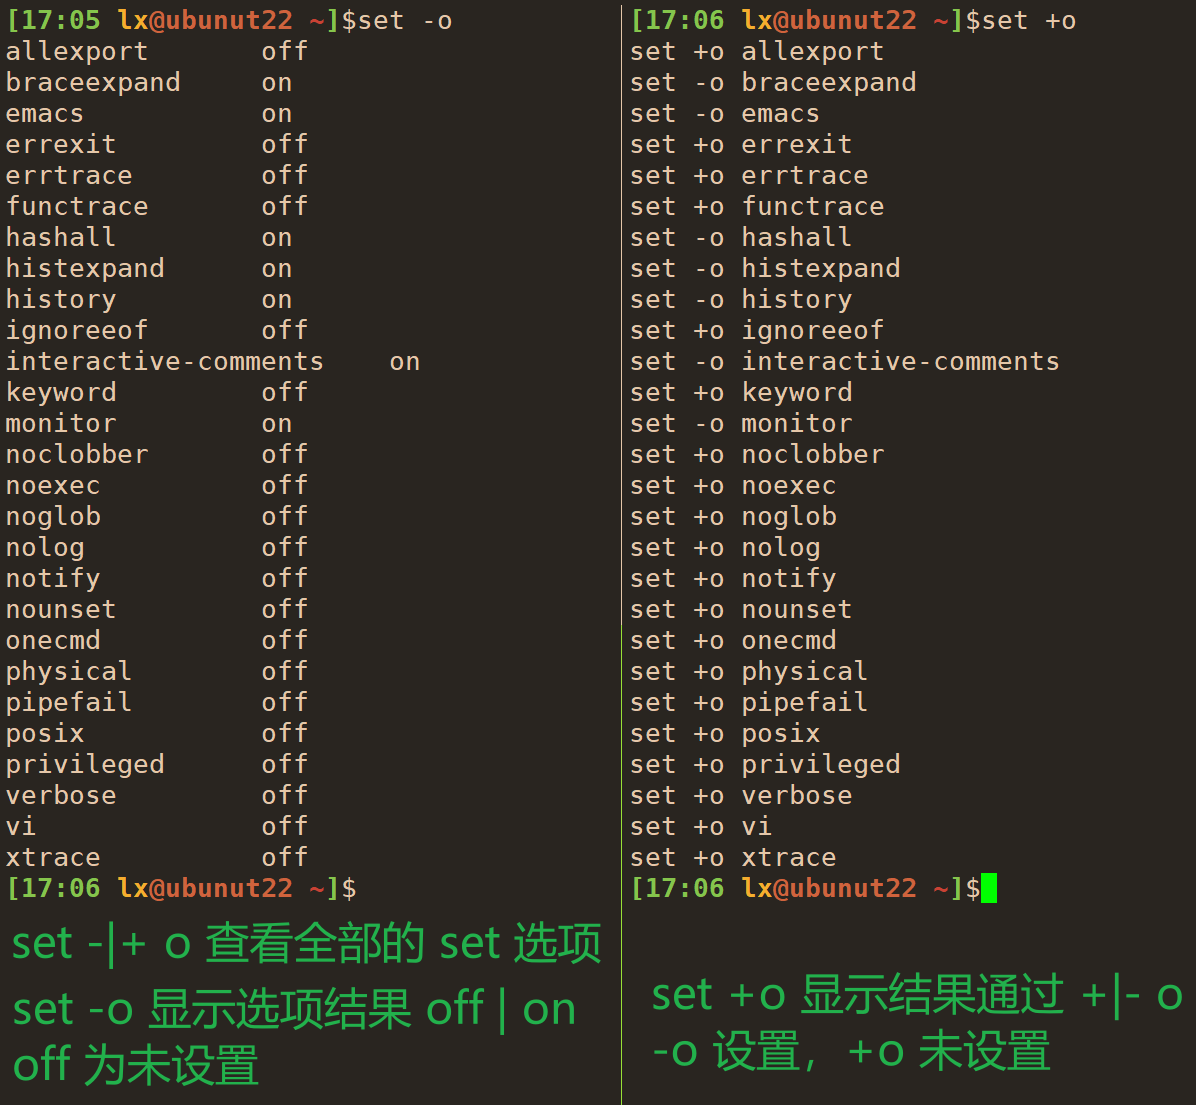 [17:05 lx@ubunut22 ~]$set -o
allexport off
braceexpand on
emacs on
errexit off
errtrace off
functrace off
hashall on
histexpand on
history on
ignoreeof off
interactive-comments on
keyword off
monitor on
noclobber off
noexec off
noglob off
nolog off
notify off
nounset off
onecmd off
physical off
pipefail off
posix off
privileged off
verbose off
vi off
xtrace off
[17:06 lx@ubunut22 ~]$
set -|+ o 查看全部的 set 选项
set -o 显示选项结果 off | on
off 为未设置
[17:06 lx@ubunut22 ~]$set +o
set +o allexport
set -o braceexpand
set -o emacs
set +o errexit
set +o errtrace
set +o functrace
set -o hashall
set -o histexpand
set -o history
set +o ignoreeof
set -o interactive-comments
set +o keyword
set -o monitor
set +o noclobber
set +o noexec
set +o noglob
set +o nolog
set +o notify
set +o nounset
set +o onecmd
set +o physical
set +o pipefail
set +o posix
set +o privileged
set +o verbose
set +o vi
set +o xtrace
[17:06 lx@ubunut22 ~]$
set +o 显示结果通过 +|- o
-o 设置，+o 未设置